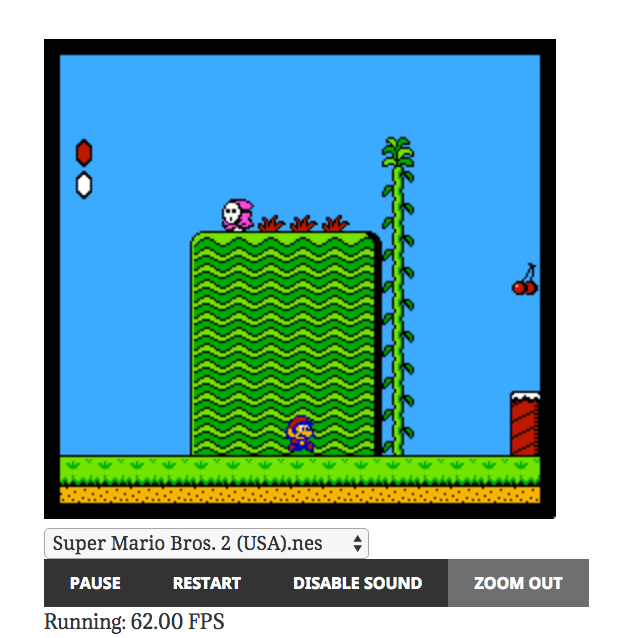 Super Mario Bros. 2 (USA).nes
PAUSE RESTART DISABLE SOUND ZOOM OUT
Running: 62.00 FPS